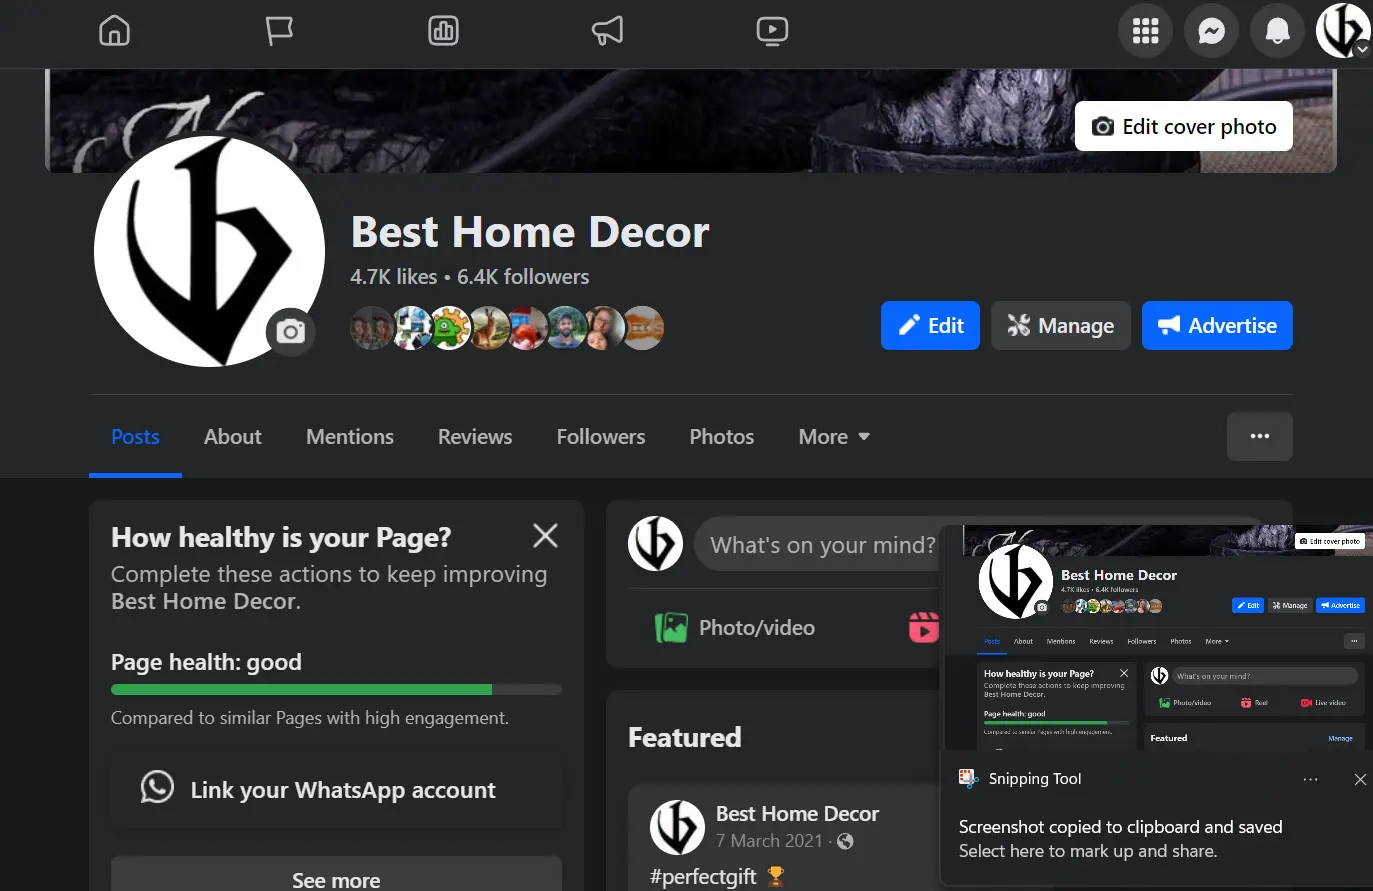 Edit cover photo
Best Home Decor
4.7K likes • 6.4K followers
Edit
Manage
Advertise
Posts
About
Mentions
Reviews
Followers
Photos
More
How healthy is your Page?
Complete these actions to keep improving
Best Home Decor.
Page health: good
Compared to similar Pages with high engagement.
Link your WhatsApp account
See more
What's on your mind?
Photo/video
Featured
Best Home Decor
7 March 2021 ·
#perfectgift 🏆
Edit cover photo
Best Home Decor
4.7K likes • 6.4K followers
Edit
Manage
Advertise
Posts
About
Mentions
Reviews
Followers
Photos
More
How healthy is your Page?
Complete these actions to keep improving
Best Home Decor.
Page health: good
Compared to similar Pages with high engagement.
What's on your mind?
Photo/video
Reel
Live video
Featured
Manage
Snipping Tool
Screenshot copied to clipboard and saved
Select here to mark up and share.